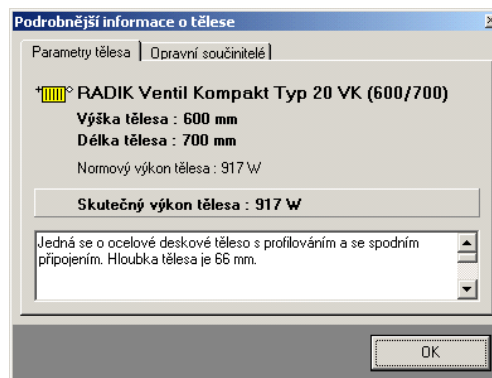 Podrobnější informace o tělese
Parametry tělesa Opravní součinitelé
RADIK Ventil Kompakt Typ 20 VK (600/700)
Výška tělesa : 600 mm
Délka tělesa : 700 mm
Normový výkon tělesa : 917 W
Skutečný výkon tělesa : 917 W
Jedná se o ocelové deskové těleso s profilováním a se spodním
připojením. Hloubka tělesa je 66 mm.
OK